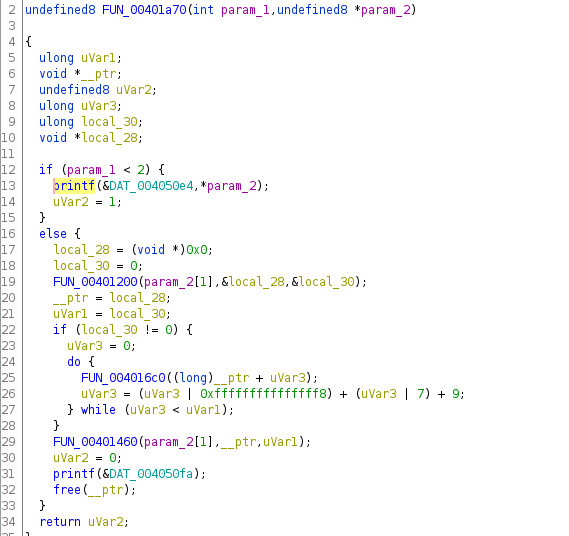 2 undefined8 FUN_00401a70(int param_1,undefined8 *param_2)
3
4 {
5   ulong uVar1;
6   void *__ptr;
7   undefined8 uVar2;
8   ulong uVar3;
9   ulong local_30;
10   void *local_28;
11
12   if (param_1 < 2) {
13     printf(&DAT_004050e4,*param_2);
14     uVar2 = 1;
15   }
16   else {
17     local_28 = (void *)0x0;
18     local_30 = 0;
19     FUN_00401200(param_2[1],&local_28,&local_30);
20     __ptr = local_28;
21     uVar1 = local_30;
22     if (local_30 != 0) {
23       uVar3 = 0;
24       do {
25         FUN_004016c0((long)__ptr + uVar3);
26         uVar3 = (uVar3 | 0xfffffffffffffff8) + (uVar3 | 7) + 9;
27       } while (uVar3 < uVar1);
28     }
29     FUN_00401460(param_2[1],__ptr,uVar1);
30     uVar2 = 0;
31     printf(&DAT_004050fa);
32     free(__ptr);
33   }
34   return uVar2;